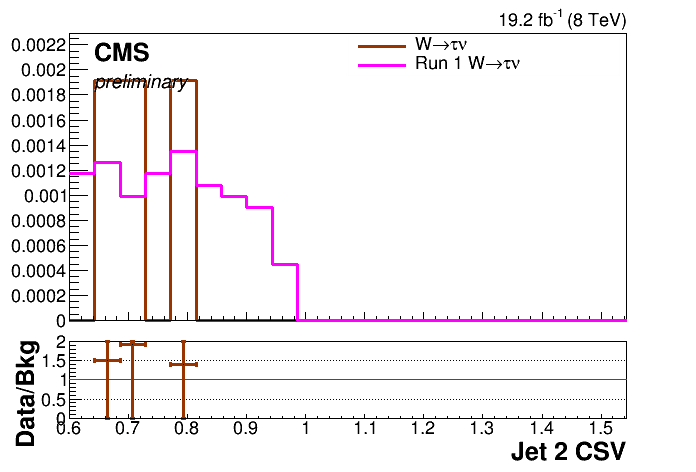 19.2 fb-1 (8 TeV)
CMS
preliminary
W→τν
Run 1 W→τν
0.0022
0.002
0.0018
0.0016
0.0014
0.0012
0.001
0.0008
0.0006
0.0004
0.0002
0
Data/Bkg
2
1.5
1
0.5
0
0.6 0.7 0.8 0.9 1 1.1 1.2 1.3 1.4 1.5
Jet 2 CSV